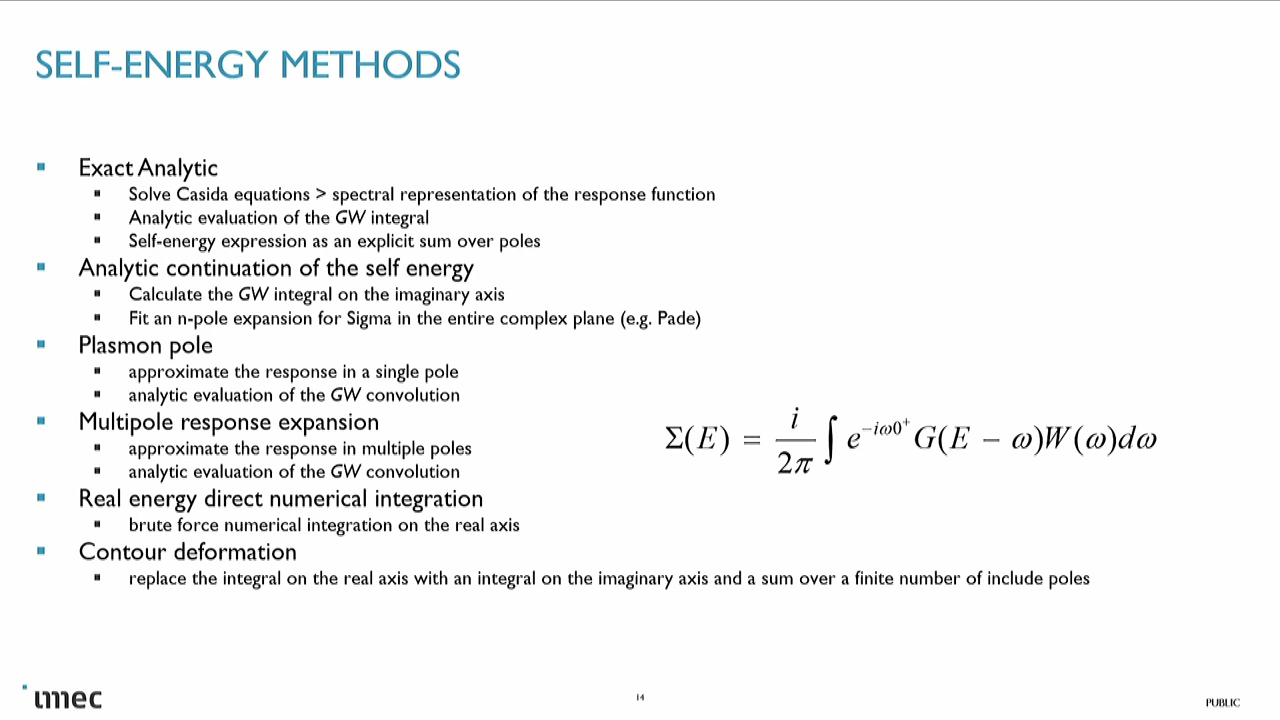 SELF-ENERGY METHODS
Exact Analytic
Solve Casida equations > spectral representation of the response function
Analytic evaluation of the GW integral
Self-energy expression as an explicit sum over poles
Analytic continuation of the self energy
Calculate the GW integral on the imaginary axis
Fit an n-pole expansion for Sigma in the entire complex plane (e.g. Pade)
Plasmon pole
approximate the response in a single pole
analytic evaluation of the GW convolution
Multipole response expansion
approximate the response in multiple poles
analytic evaluation of the GW convolution
Σ(E) = i/2π ∫ e^{-iω0⁺} G(E − ω)W(ω)dω
Real energy direct numerical integration
brute force numerical integration on the real axis
Contour deformation
replace the integral on the real axis with an integral on the imaginary axis and a sum over a finite number of include poles
imec
14
PUBLIC